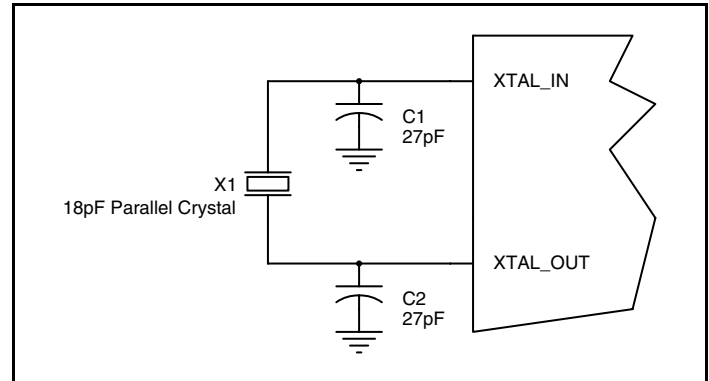 XTAL_IN
C1
27pF
X1
18pF Parallel Crystal
XTAL_OUT
C2
27pF